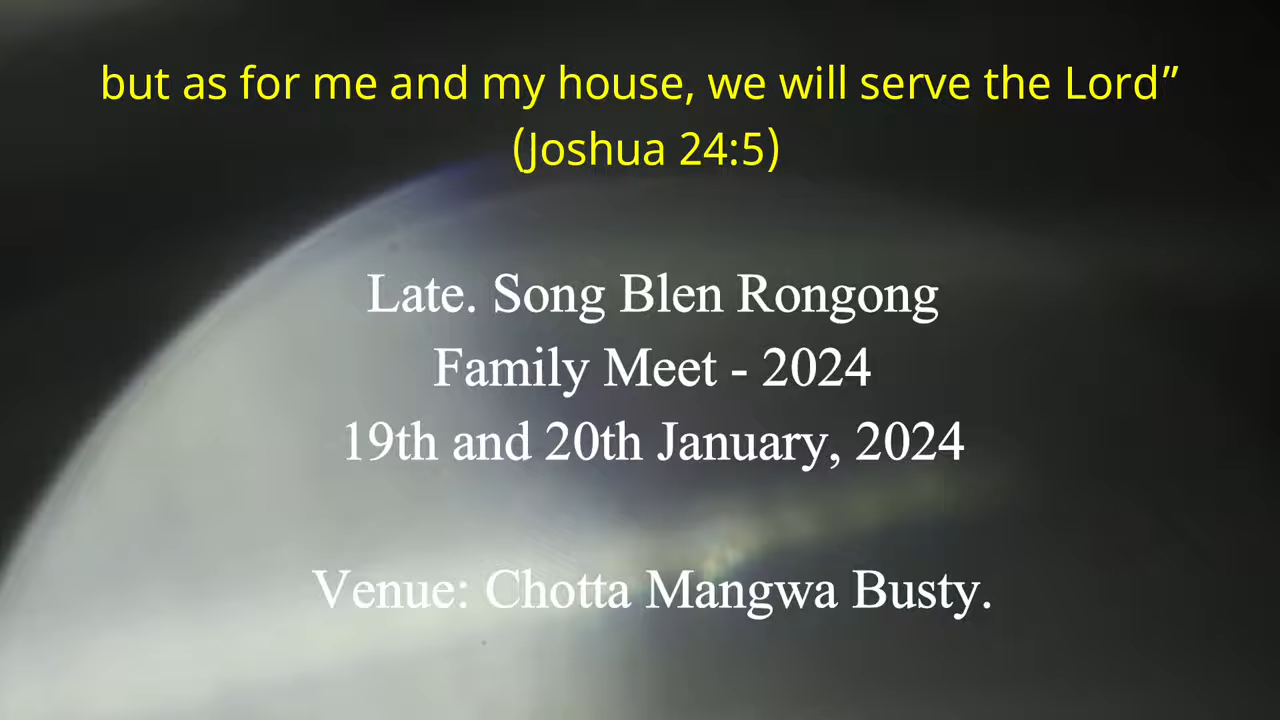 but as for me and my house, we will serve the Lord”
(Joshua 24:5)
Late. Song Blen Rongong
Family Meet - 2024
19th and 20th January, 2024
Venue: Chotta Mangwa Busty.